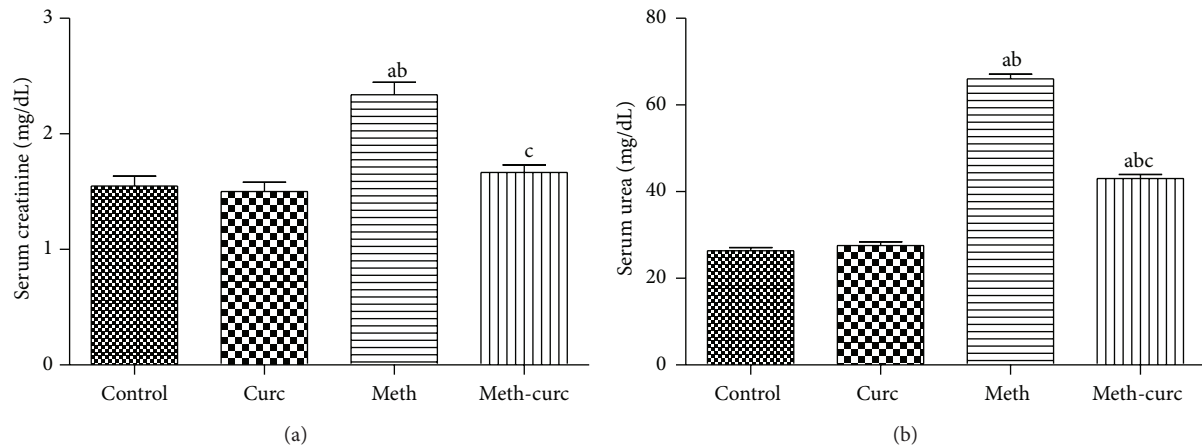 Serum creatinine (mg/dL)
3
2
1
0
ab
c
Control Curc Meth Meth-curc
(a)
Serum urea (mg/dL)
80
60
40
20
0
ab
abc
Control Curc Meth Meth-curc
(b)